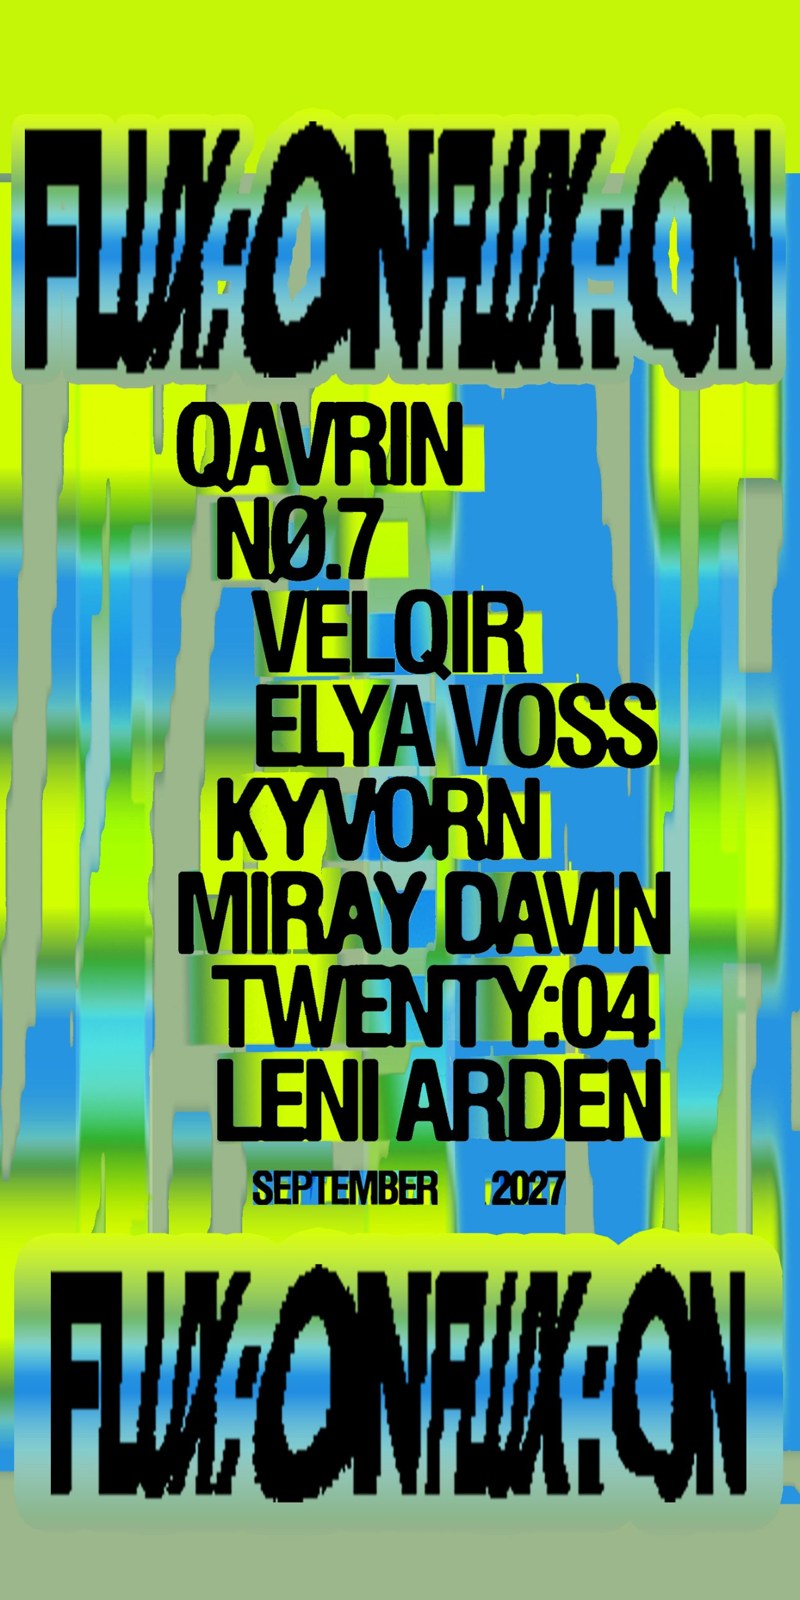 FLUX:ONFLUX:ON
QAVRIN
NØ.7
VELQIR
ELYA VOSS
KYVORN
MIRAY DAVIN
TWENTY:04
LENI ARDEN
SEPTEMBER 2027
FLUX:ONFLUX:ON